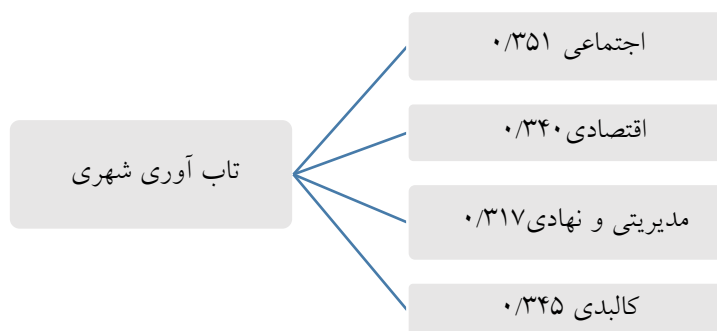 تاب آوری شهری
اجتماعی ۰/۳۵۱
اقتصادی۰/۳۴۰
مدیریتی و نهادی۰/۳۱۷
کالبدی ۰/۳۴۵